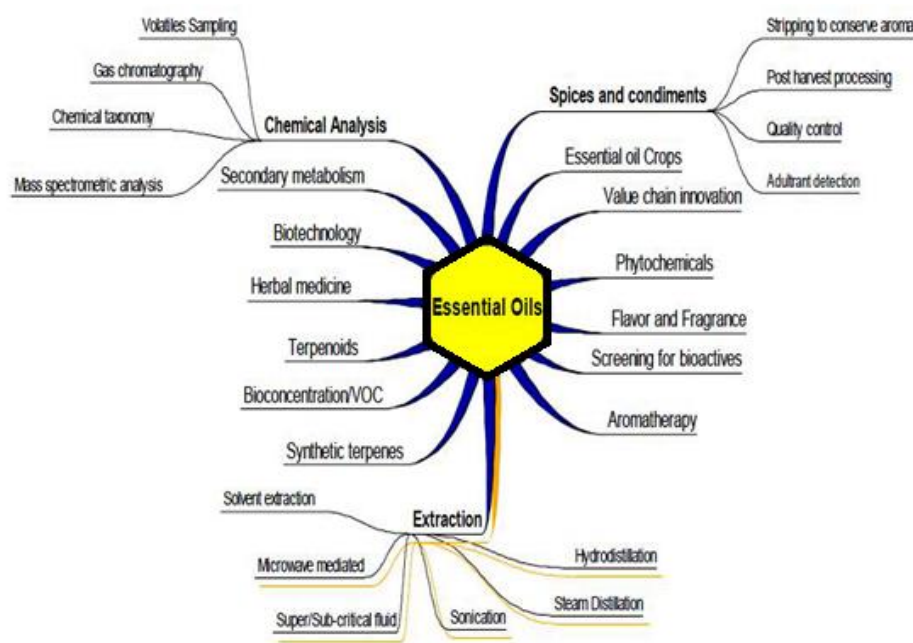 Volatiles Sampling
Gas chromatography
Chemical taxonomy
Mass spectrometric analysis
Chemical Analysis
Secondary metabolism
Biotechnology
Herbal medicine
Terpenoids
Bioconcentration/VOC
Synthetic terpenes
Essential Oils
Spices and condiments
Stripping to conserve aroma
Post harvest processing
Quality control
Adultrant detection
Essential oil Crops
Value chain innovation
Phytochemicals
Flavor and Fragrance
Screening for bioactives
Aromatherapy
Extraction
Solvent extraction
Microwave mediated
Super/Sub-critical fluid
Sonication
Steam Distillation
Hydrodistillation